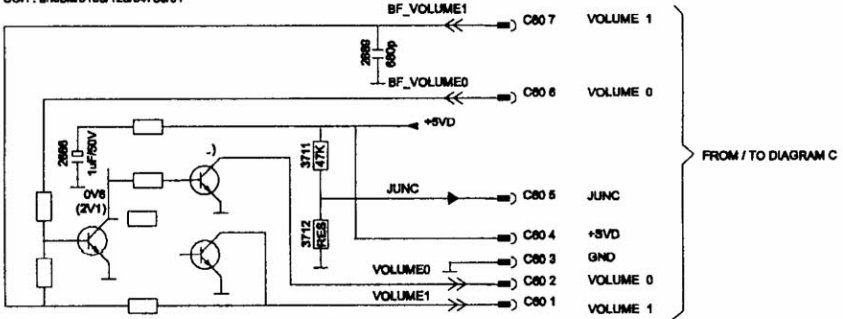 BF_VOLUME1
C60 7 VOLUME 1
2689
680p
BF_VOLUME0
C60 6 VOLUME 0
+5VD
2686
1uF/50V
3711
47K
FROM / TO DIAGRAM C
JUNC
C60 5 JUNC
0V6
(2V1)
3712
RES
C60 4 +5VD
C60 3 GND
VOLUME0
C60 2 VOLUME 0
VOLUME1
C60 1 VOLUME 1